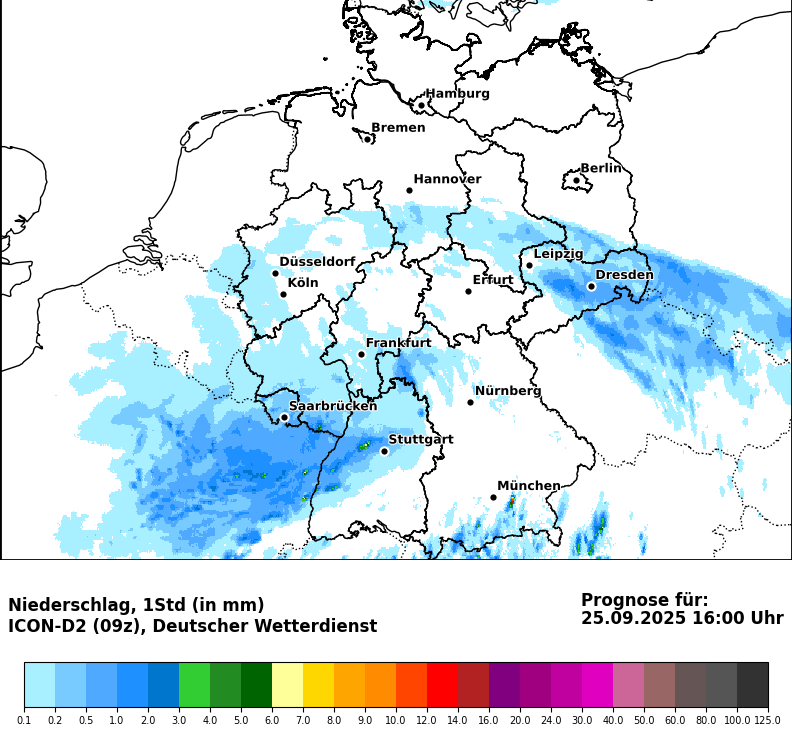 Hamburg
Bremen
Berlin
Hannover
Düsseldorf
Leipzig
Köln
Erfurt
Dresden
Frankfurt
Nürnberg
Saarbrücken
Stuttgart
München
Niederschlag, 1Std (in mm)
ICON-D2 (09z), Deutscher Wetterdienst
Prognose für:
25.09.2025 16:00 Uhr
0.1 0.2 0.5 1.0 2.0 3.0 4.0 5.0 6.0 7.0 8.0 9.0 10.0 12.0 14.0 16.0 20.0 24.0 30.0 40.0 50.0 60.0 80.0 100.0 125.0